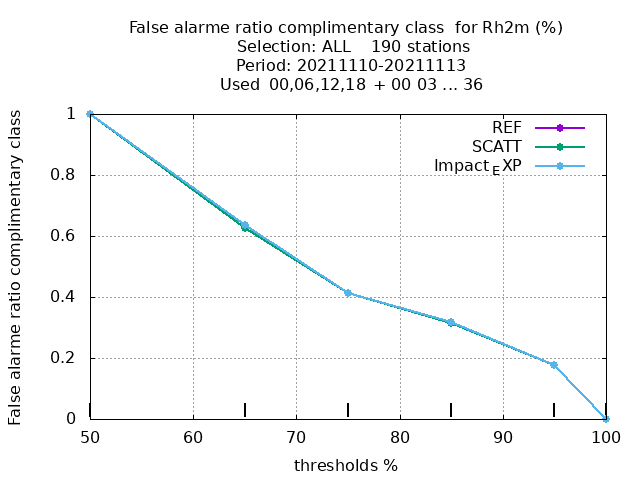 False alarme ratio complimentary class  for Rh2m (%)
Selection: ALL    190 stations
Period: 20211110-20211113
Used  00,06,12,18  + 00 03 ... 36
False alarme ratio complimentary class
1
0.8
0.6
0.4
0.2
0
REF
SCATT
Impact_EXP
50 60 70 80 90 100
thresholds %